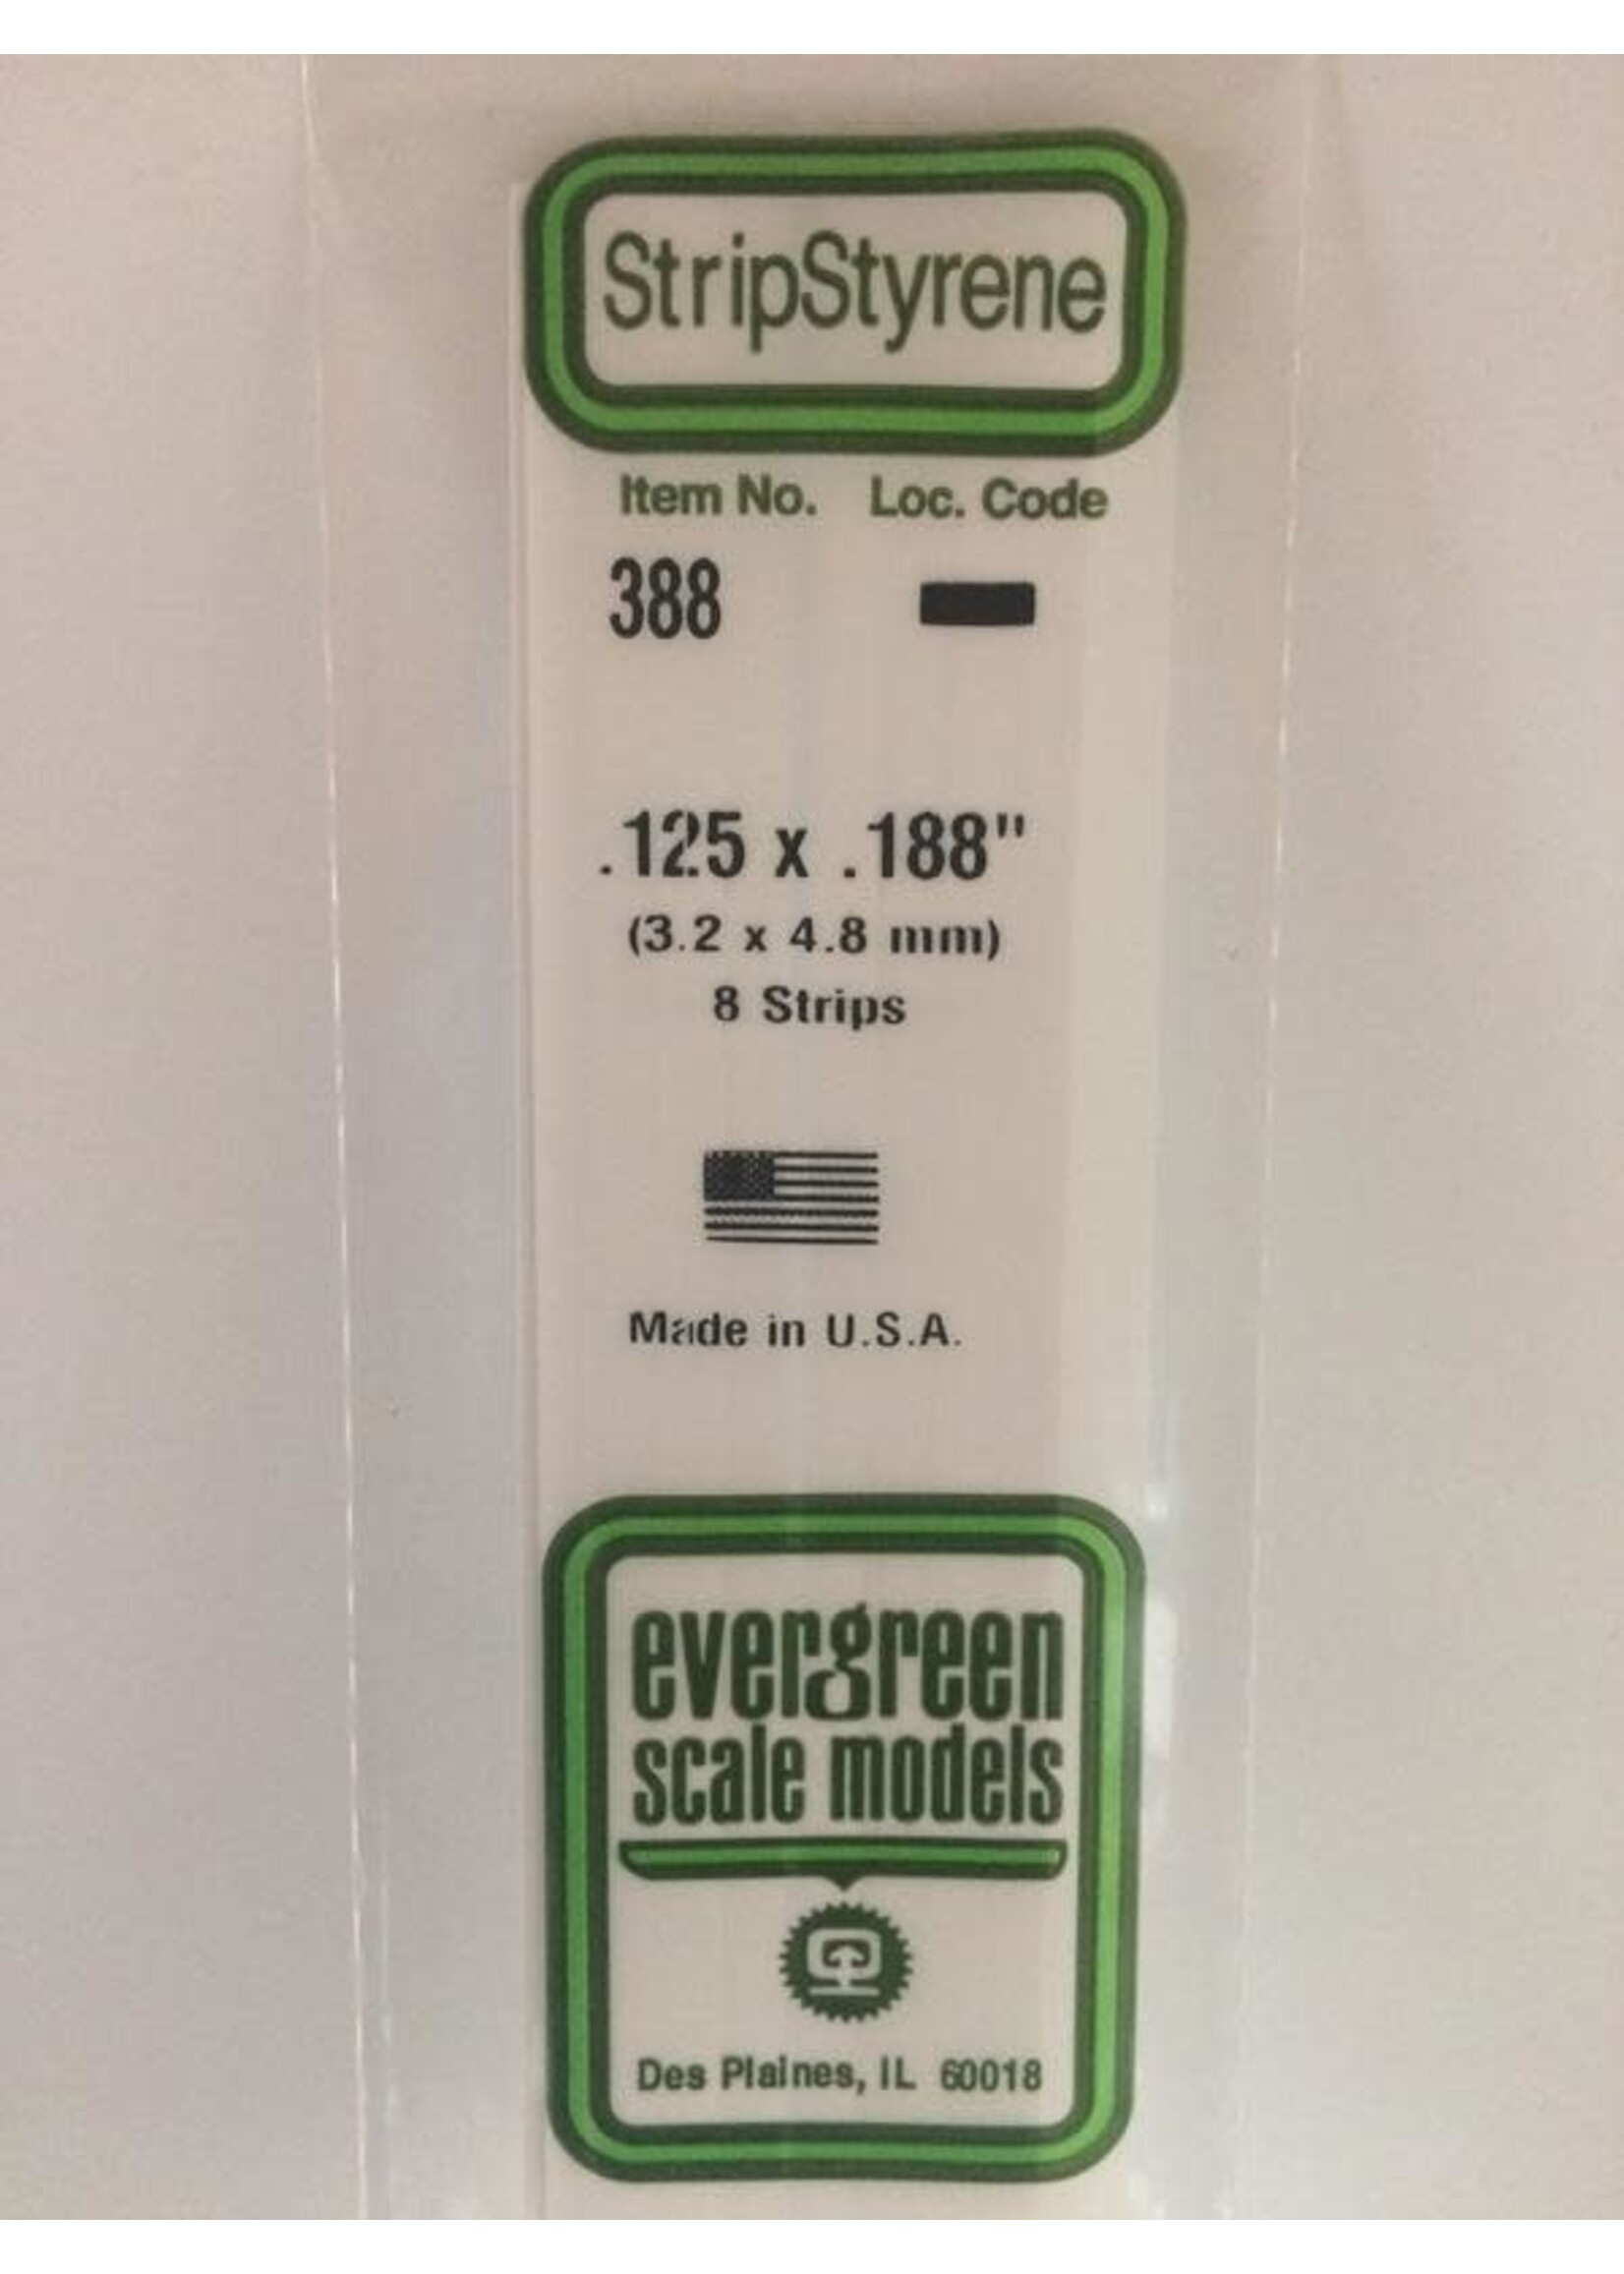 StripStyrene
Item No. Loc. Code
388
.125 x .188"
(3.2 x 4.8 mm)
8 Strips
Made in U.S.A.
evergreen
scale models
Des Plaines, IL 60018